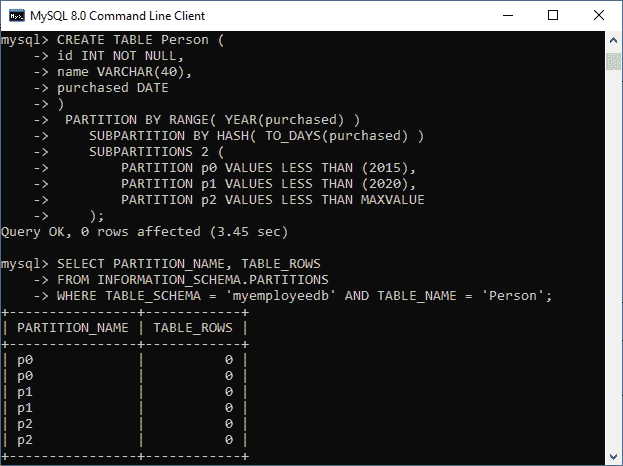 MySQL 8.0 Command Line Client
mysql> CREATE TABLE Person (
    -> id INT NOT NULL,
    -> name VARCHAR(40),
    -> purchased DATE
    -> )
    ->  PARTITION BY RANGE( YEAR(purchased) )
    ->     SUBPARTITION BY HASH( TO_DAYS(purchased) )
    ->     SUBPARTITIONS 2 (
    ->         PARTITION p0 VALUES LESS THAN (2015),
    ->         PARTITION p1 VALUES LESS THAN (2020),
    ->         PARTITION p2 VALUES LESS THAN MAXVALUE
    ->     );
Query OK, 0 rows affected (3.45 sec)
mysql> SELECT PARTITION_NAME, TABLE_ROWS
    -> FROM INFORMATION_SCHEMA.PARTITIONS
    -> WHERE TABLE_SCHEMA = 'myemployeedb' AND TABLE_NAME = 'Person';
+----------------+------------+
| PARTITION_NAME | TABLE_ROWS |
+----------------+------------+
| p0             |          0 |
| p0             |          0 |
| p1             |          0 |
| p1             |          0 |
| p2             |          0 |
| p2             |          0 |
+----------------+------------+